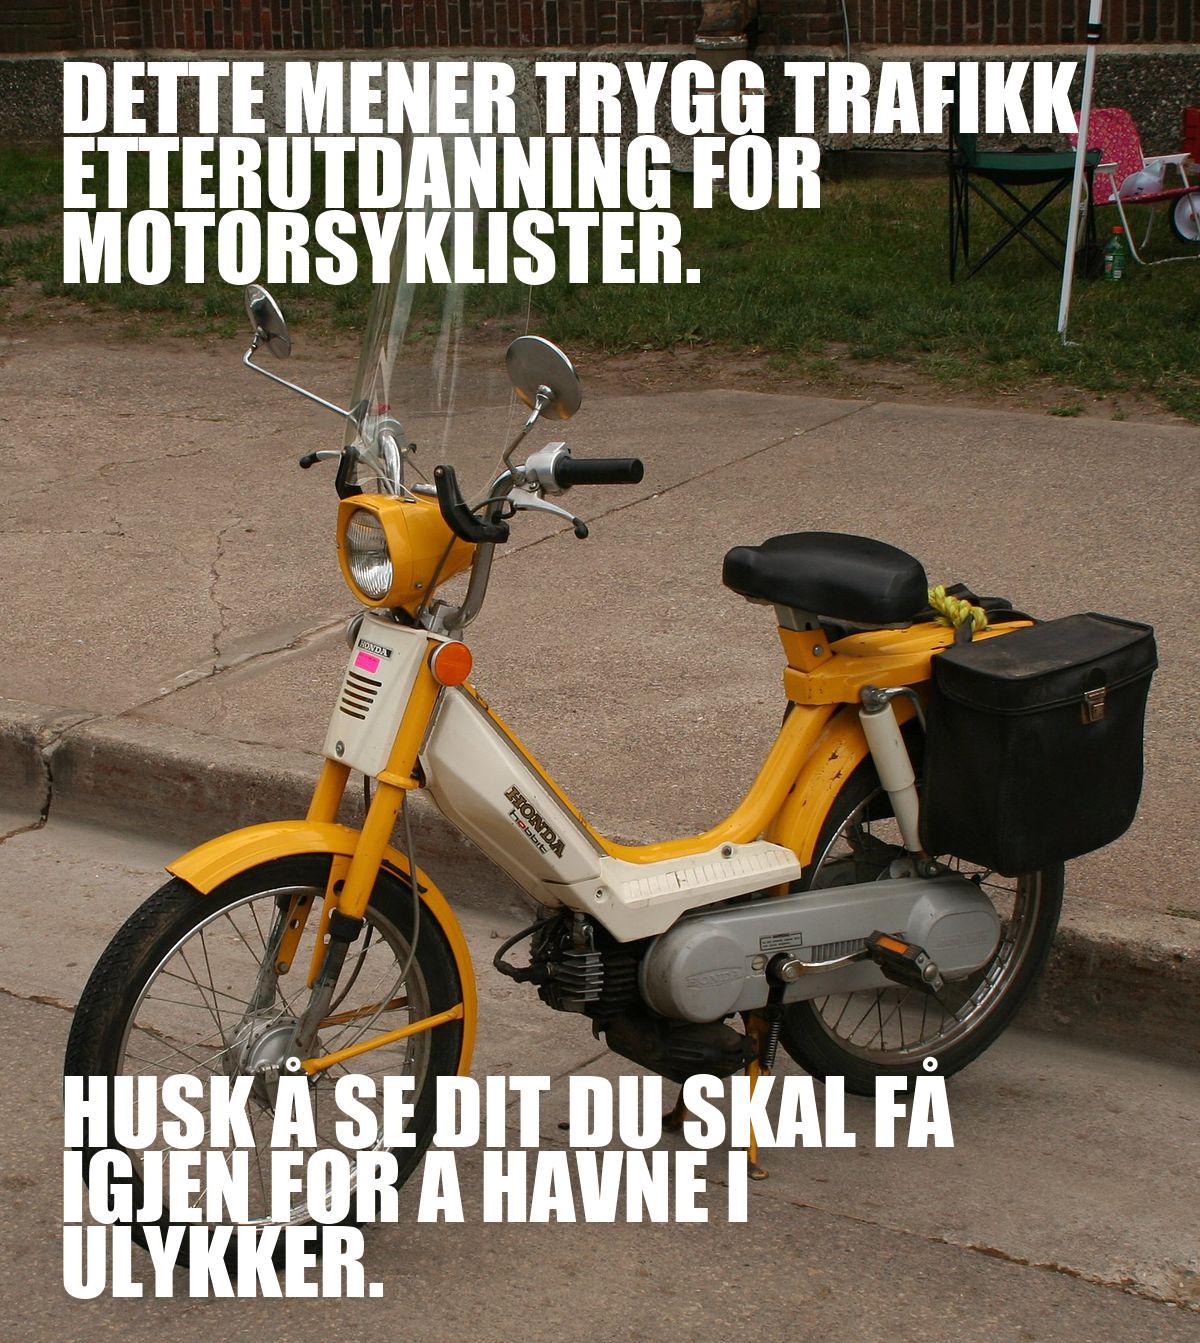 DETTE MENER TRYGG TRAFIKK
ETTERUTDANNING FOR
MOTORSYKLISTER.
HONDA
HONDA
hobbit
HONDA
HUSK Å SE DIT DU SKAL FÅ
IGJEN FOR Å HAVNE I
ULYKKER.